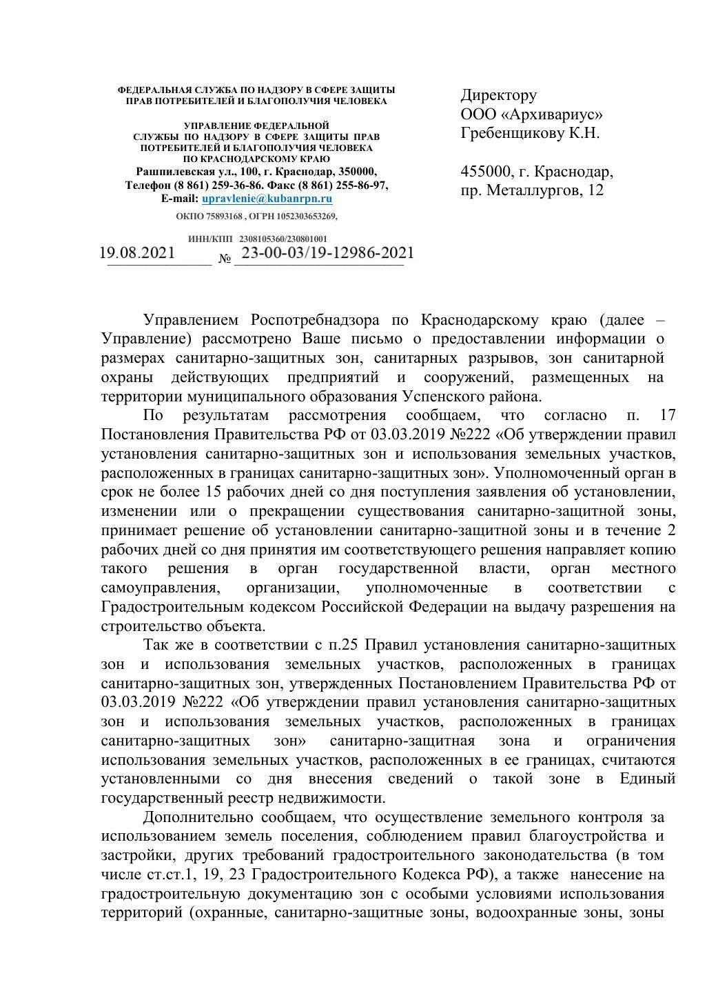 ФЕДЕРАЛЬНАЯ СЛУЖБА ПО НАДЗОРУ В СФЕРЕ ЗАЩИТЫ
ПРАВ ПОТРЕБИТЕЛЕЙ И БЛАГОПОЛУЧИЯ ЧЕЛОВЕКА
УПРАВЛЕНИЕ ФЕДЕРАЛЬНОЙ
СЛУЖБЫ ПО НАДЗОРУ В СФЕРЕ ЗАЩИТЫ ПРАВ
ПОТРЕБИТЕЛЕЙ И БЛАГОПОЛУЧИЯ ЧЕЛОВЕКА
ПО КРАСНОДАРСКОМУ КРАЮ
Рашпилевская ул., 100, г. Краснодар, 350000,
Телефон (8 861) 259-36-86. Факс (8 861) 255-86-97,
E-mail: upravlenie@kubanrpn.ru
ОКПО 75893168 , ОГРН 1052303653269,
ИНН/КПП 2308105360/230801001
19.08.2021 № 23-00-03/19-12986-2021
Директору
ООО «Архивариус»
Гребенщикову К.Н.
455000, г. Краснодар,
пр. Металлургов, 12
Управлением Роспотребнадзора по Краснодарскому краю (далее –
Управление) рассмотрено Ваше письмо о предоставлении информации о
размерах санитарно-защитных зон, санитарных разрывов, зон санитарной
охраны действующих предприятий и сооружений, размещенных на
территории муниципального образования Успенского района.
По результатам рассмотрения сообщаем, что согласно п. 17
Постановления Правительства РФ от 03.03.2019 №222 «Об утверждении правил
установления санитарно-защитных зон и использования земельных участков,
расположенных в границах санитарно-защитных зон». Уполномоченный орган в
срок не более 15 рабочих дней со дня поступления заявления об установлении,
изменении или о прекращении существования санитарно-защитной зоны,
принимает решение об установлении санитарно-защитной зоны и в течение 2
рабочих дней со дня принятия им соответствующего решения направляет копию
такого решения в орган государственной власти, орган местного
самоуправления, организации, уполномоченные в соответствии с
Градостроительным кодексом Российской Федерации на выдачу разрешения на
строительство объекта.
Так же в соответствии с п.25 Правил установления санитарно-защитных
зон и использования земельных участков, расположенных в границах
санитарно-защитных зон, утвержденных Постановлением Правительства РФ от
03.03.2019 №222 «Об утверждении правил установления санитарно-защитных
зон и использования земельных участков, расположенных в границах
санитарно-защитных зон» санитарно-защитная зона и ограничения
использования земельных участков, расположенных в ее границах, считаются
установленными со дня внесения сведений о такой зоне в Единый
государственный реестр недвижимости.
Дополнительно сообщаем, что осуществление земельного контроля за
использованием земель поселения, соблюдением правил благоустройства и
застройки, других требований градостроительного законодательства (в том
числе ст.ст.1, 19, 23 Градостроительного Кодекса РФ), а также нанесение на
градостроительную документацию зон с особыми условиями использования
территорий (охранные, санитарно-защитные зоны, водоохранные зоны, зоны